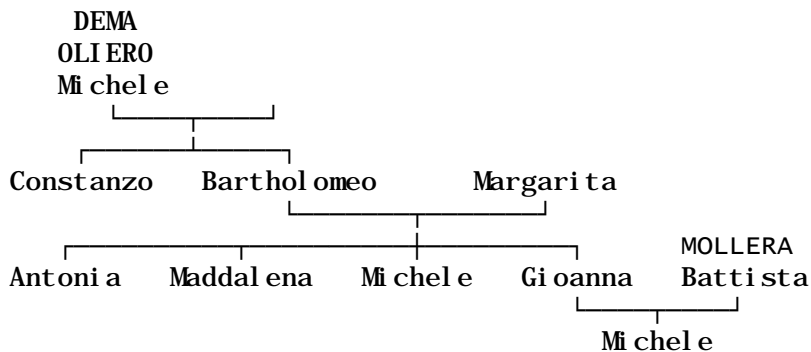 DEMA
OLIERO
Michele
Constanzo Bartholomeo Margarita
MOLLERA
Antonia Maddalena Michele Gioanna Battista
Michele